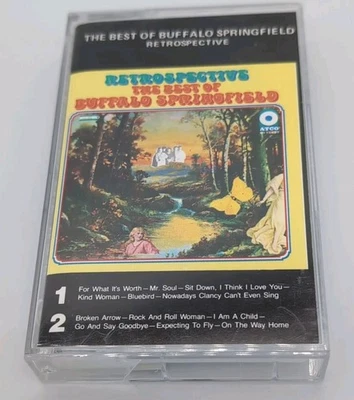 THE BEST OF BUFFALO SPRINGFIELD
RETROSPECTIVE
RETROSPECTIVE
THE BEST OF
BUFFALO SPRINGFIELD
ATCO
1
For What It's Worth – Mr. Soul – Sit Down, I Think I Love You –
Kind Woman – Bluebird – Nowadays Clancy Can't Even Sing
2
Broken Arrow – Rock And Roll Woman – I Am A Child –
Go And Say Goodbye – Expecting To Fly – On The Way Home